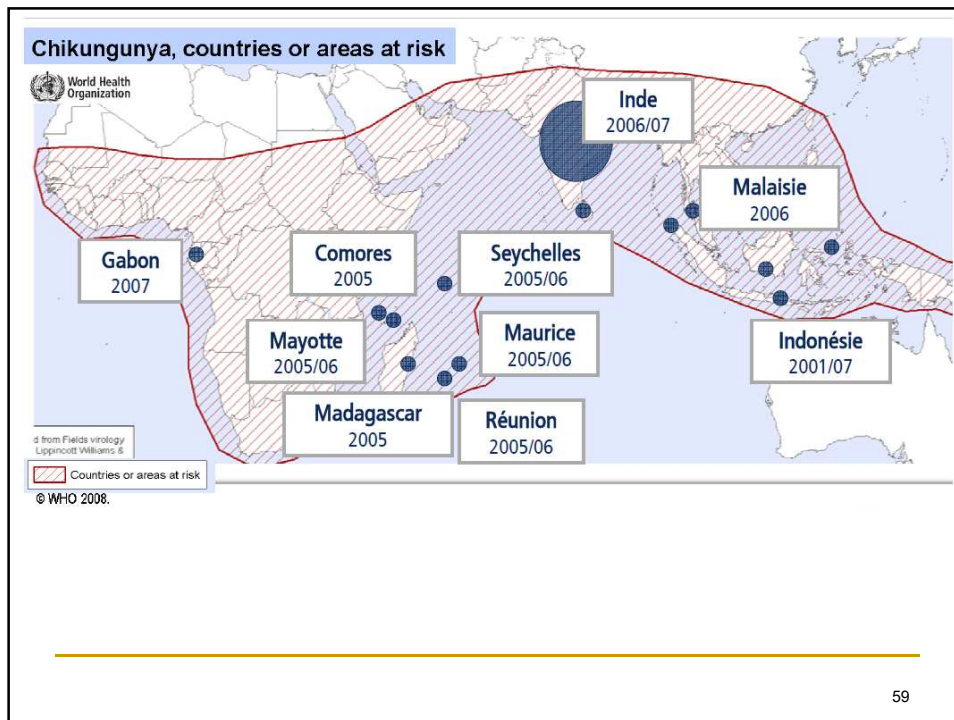 Chikungunya, countries or areas at risk
World Health
Organization
Inde
2006/07
Malaisie
2006
Gabon
2007
Comores
2005
Seychelles
2005/06
Mayotte
2005/06
Maurice
2005/06
Indonésie
2001/07
Madagascar
2005
Réunion
2005/06
d from Fields virology
Lippincott Williams &
Countries or areas at risk
© WHO 2008.
59